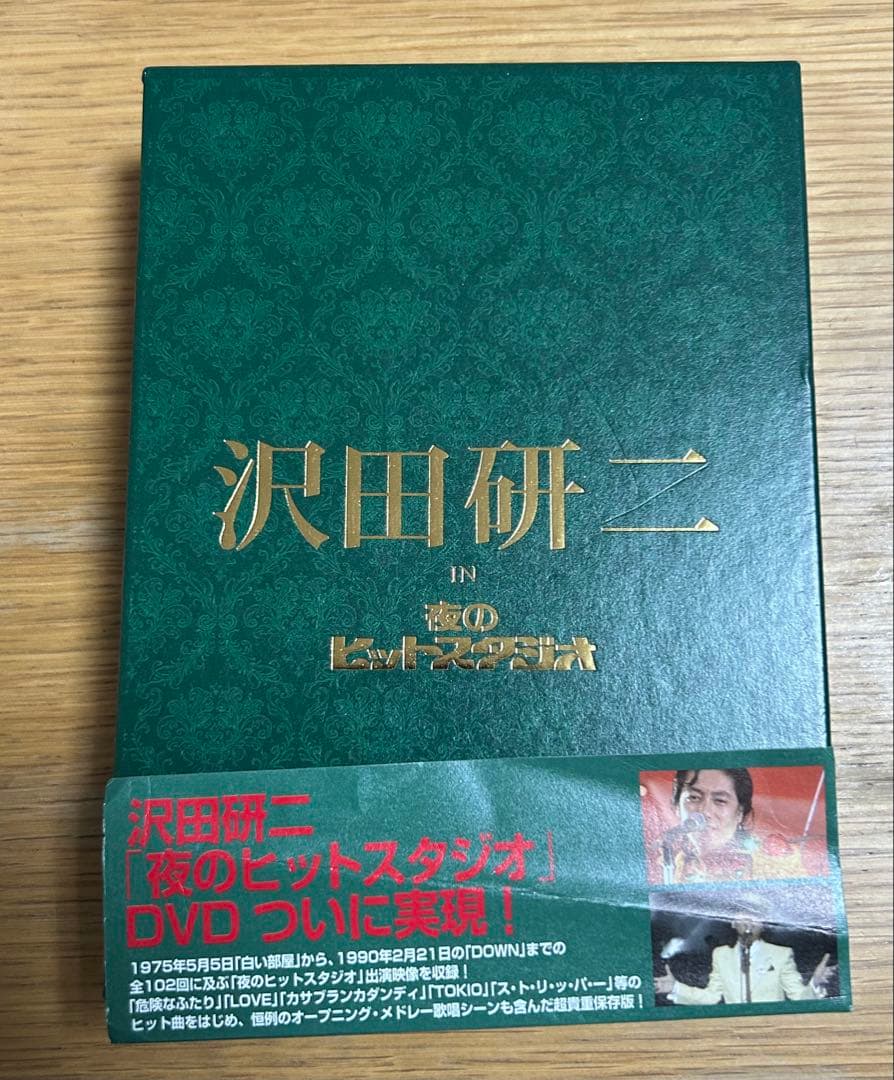 沢田研二
IN
夜の
ヒットスタジオ
沢田研二
「夜のヒットスタジオ」
DVD ついに実現!
1975年5月5日「白い部屋」から、1990年2月21日の「DOWN」までの
全102回に及ぶ「夜のヒットスタジオ」出演映像を収録!
「危険なふたり」「LOVE」「カサブランカダンディ」「TOKIO」「ス・ト・リ・ッ・パ・ー」等の
ヒット曲をはじめ、恒例のオープニング・メドレー歌唱シーンも含んだ超貴重保存版!